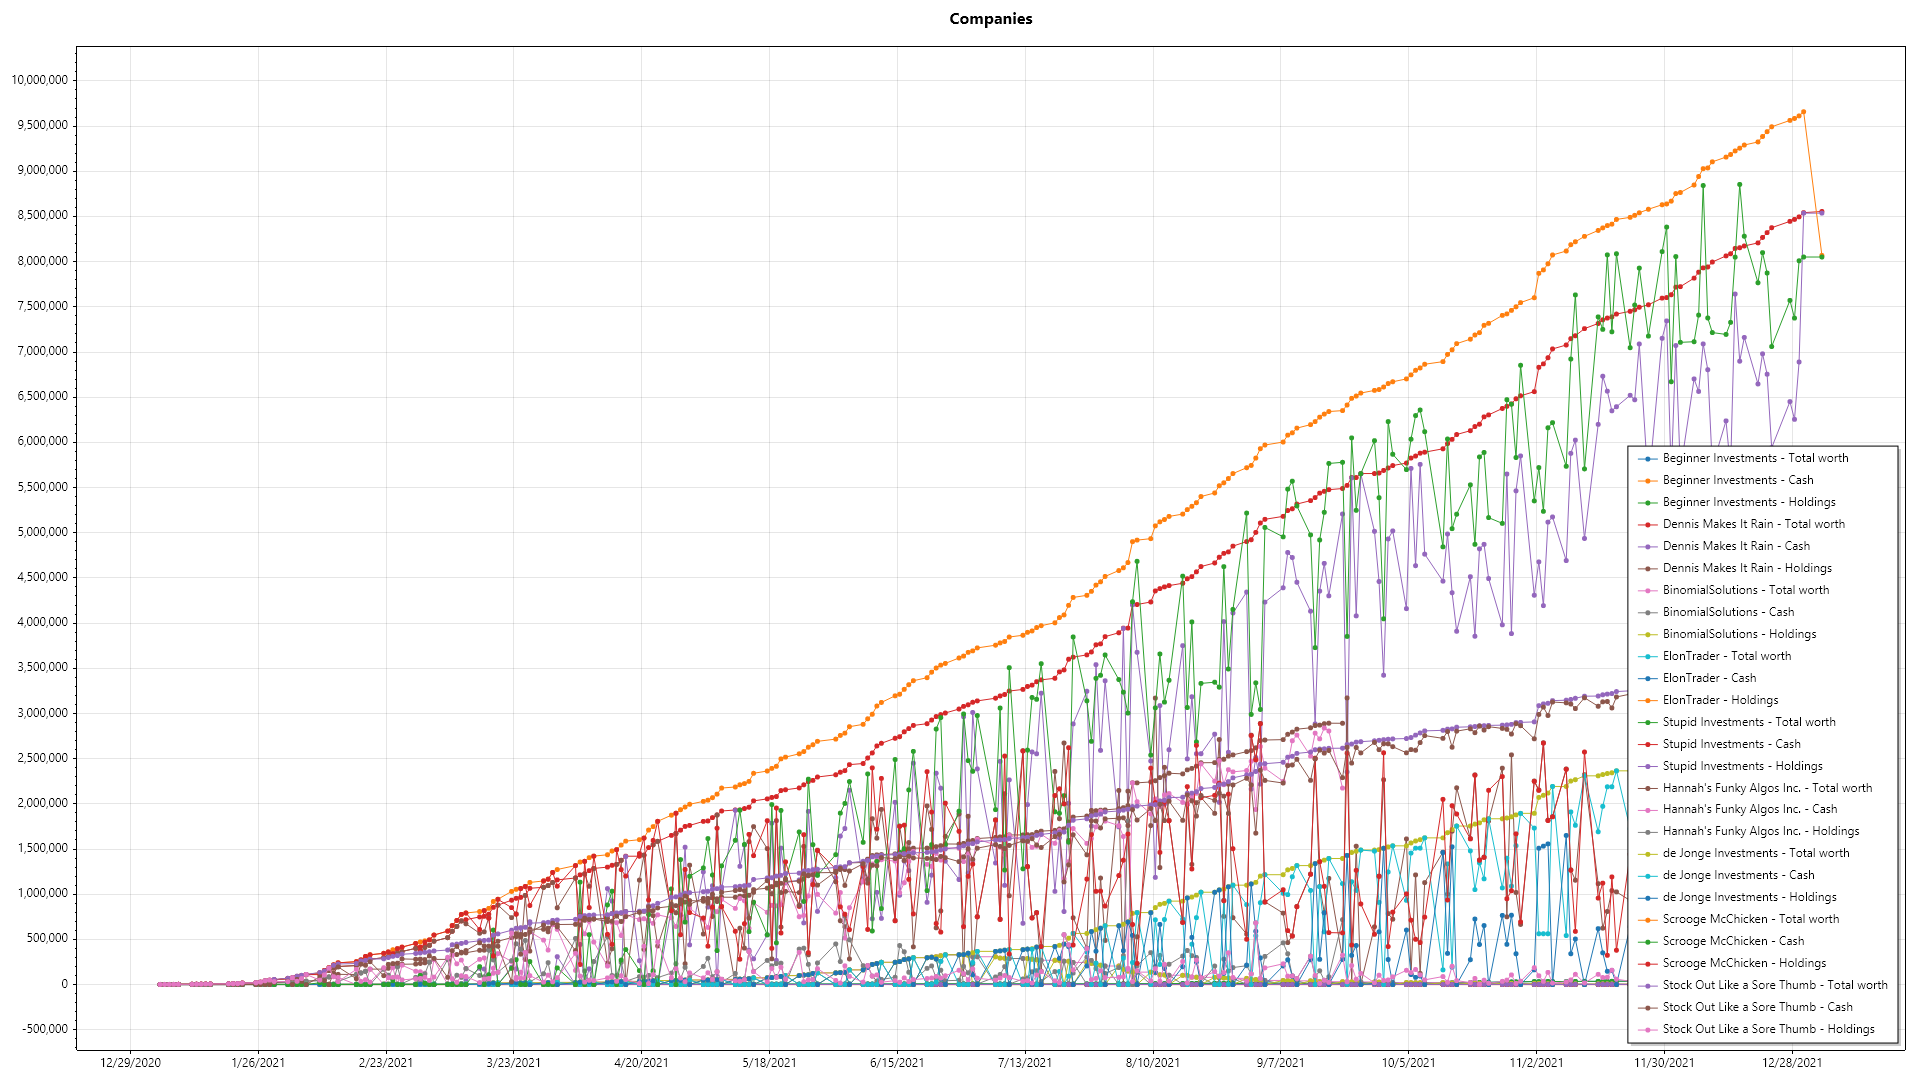 Companies
10,000,000
9,500,000
9,000,000
8,500,000
8,000,000
7,500,000
7,000,000
6,500,000
6,000,000
5,500,000
5,000,000
4,500,000
4,000,000
3,500,000
3,000,000
2,500,000
2,000,000
1,500,000
1,000,000
500,000
0
-500,000
12/29/2020 1/26/2021 2/23/2021 3/23/2021 4/20/2021 5/18/2021 6/15/2021 7/13/2021 8/10/2021 9/7/2021 10/5/2021 11/2/2021 11/30/2021 12/28/2021
Beginner Investments - Total worth
Beginner Investments - Cash
Beginner Investments - Holdings
Dennis Makes It Rain - Total worth
Dennis Makes It Rain - Cash
Dennis Makes It Rain - Holdings
BinomialSolutions - Total worth
BinomialSolutions - Cash
BinomialSolutions - Holdings
ElonTrader - Total worth
ElonTrader - Cash
ElonTrader - Holdings
Stupid Investments - Total worth
Stupid Investments - Cash
Stupid Investments - Holdings
Hannah's Funky Algos Inc. - Total worth
Hannah's Funky Algos Inc. - Cash
Hannah's Funky Algos Inc. - Holdings
de Jonge Investments - Total worth
de Jonge Investments - Cash
de Jonge Investments - Holdings
Scrooge McChicken - Total worth
Scrooge McChicken - Cash
Scrooge McChicken - Holdings
Stock Out Like a Sore Thumb - Total worth
Stock Out Like a Sore Thumb - Cash
Stock Out Like a Sore Thumb - Holdings